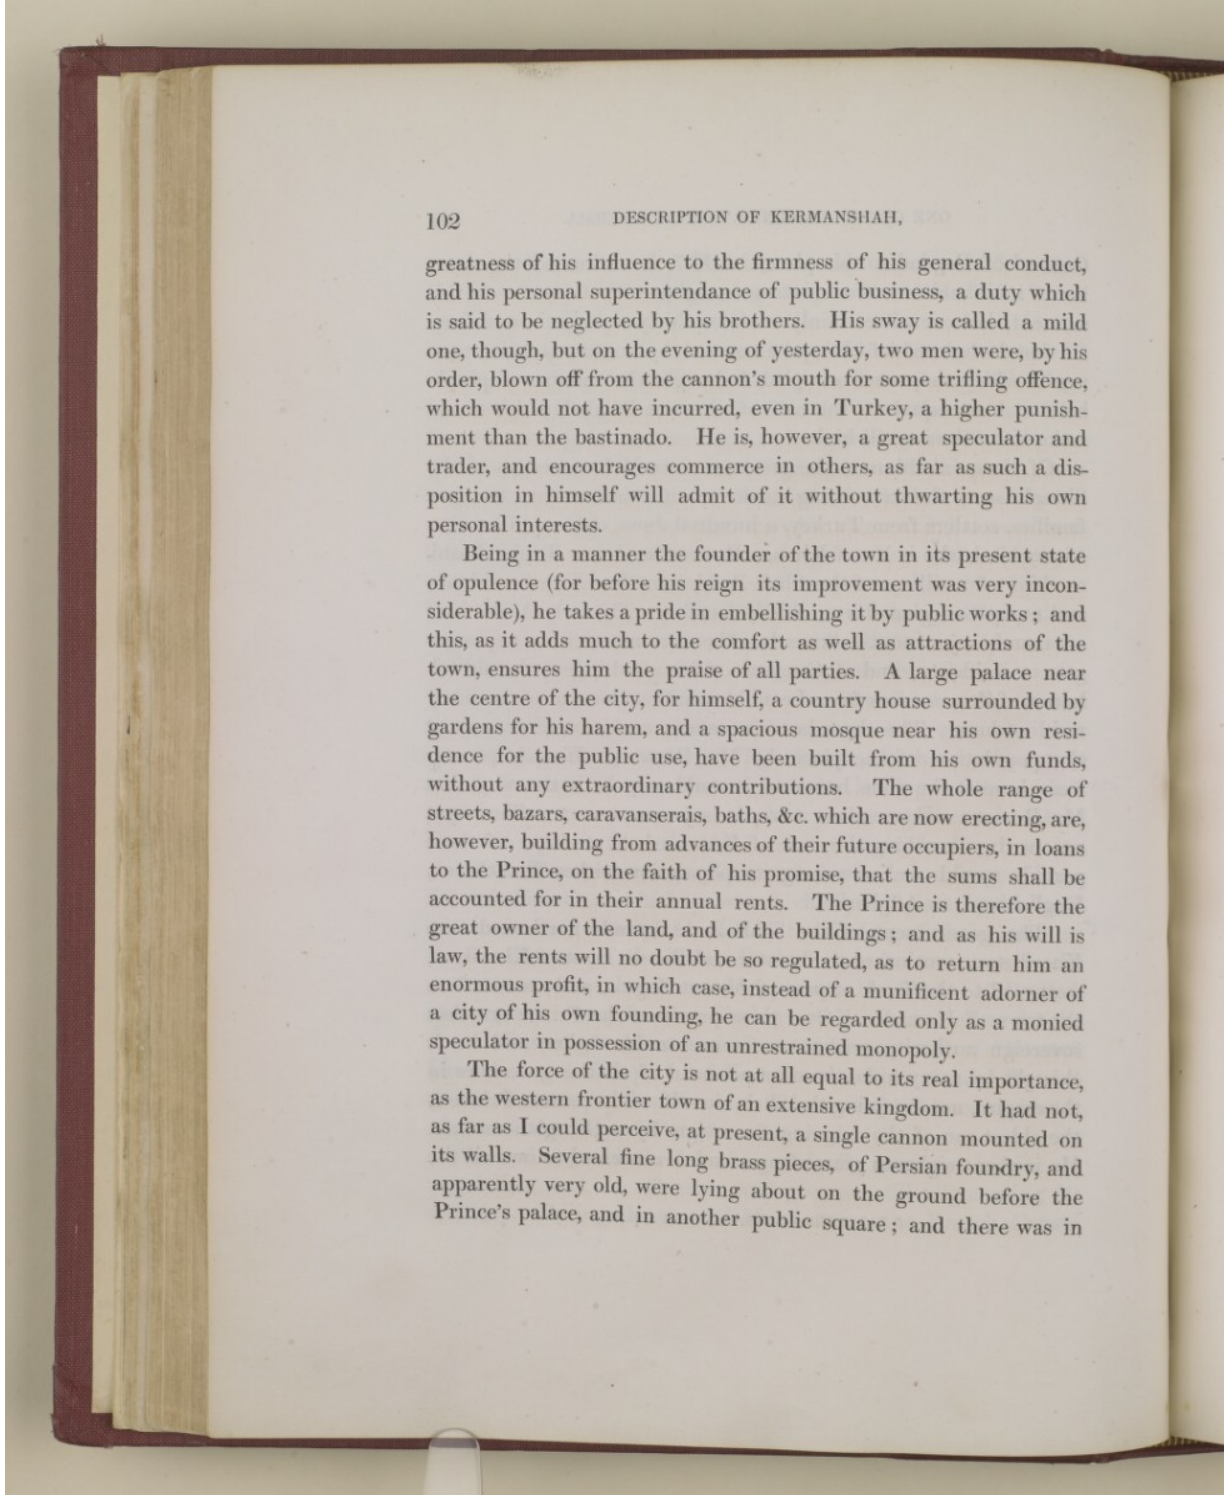 102 DESCRIPTION OF KERMANSHAH,
greatness of his influence to the firmness of his general conduct,
and his personal superintendance of public business, a duty which
is said to be neglected by his brothers. His sway is called a mild
one, though, but on the evening of yesterday, two men were, by his
order, blown off from the cannon's mouth for some trifling offence,
which would not have incurred, even in Turkey, a higher punish-
ment than the bastinado. He is, however, a great speculator and
trader, and encourages commerce in others, as far as such a dis-
position in himself will admit of it without thwarting his own
personal interests.
Being in a manner the founder of the town in its present state
of opulence (for before his reign its improvement was very incon-
siderable), he takes a pride in embellishing it by public works; and
this, as it adds much to the comfort as well as attractions of the
town, ensures him the praise of all parties. A large palace near
the centre of the city, for himself, a country house surrounded by
gardens for his harem, and a spacious mosque near his own resi-
dence for the public use, have been built from his own funds,
without any extraordinary contributions. The whole range of
streets, bazars, caravanserais, baths, &c. which are now erecting, are,
however, building from advances of their future occupiers, in loans
to the Prince, on the faith of his promise, that the sums shall be
accounted for in their annual rents. The Prince is therefore the
great owner of the land, and of the buildings; and as his will is
law, the rents will no doubt be so regulated, as to return him an
enormous profit, in which case, instead of a munificent adorner of
a city of his own founding, he can be regarded only as a monied
speculator in possession of an unrestrained monopoly.
The force of the city is not at all equal to its real importance,
as the western frontier town of an extensive kingdom. It had not,
as far as I could perceive, at present, a single cannon mounted on
its walls. Several fine long brass pieces, of Persian foundry, and
apparently very old, were lying about on the ground before the
Prince's palace, and in another public square; and there was in